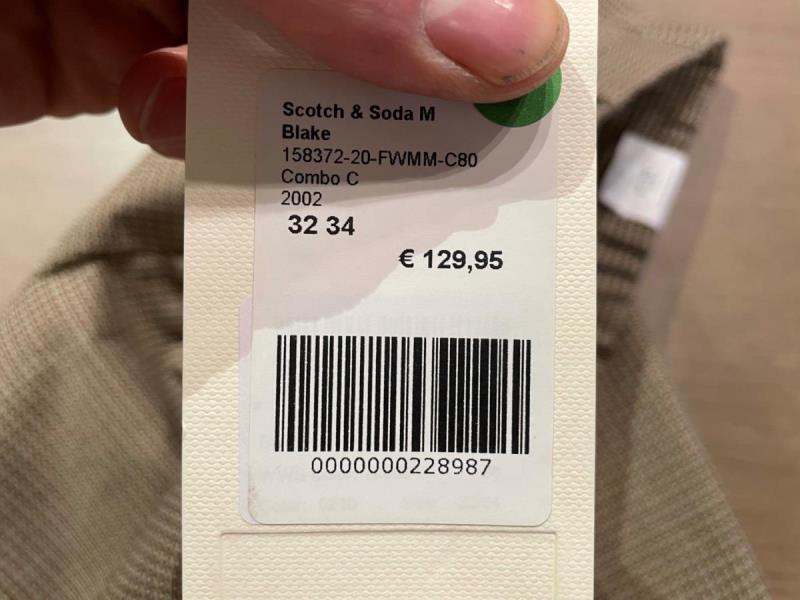 Scotch & Soda M
Blake
158372-20-FWMM-C80
Combo C
2002
32 34
€ 129,95
0000000228987